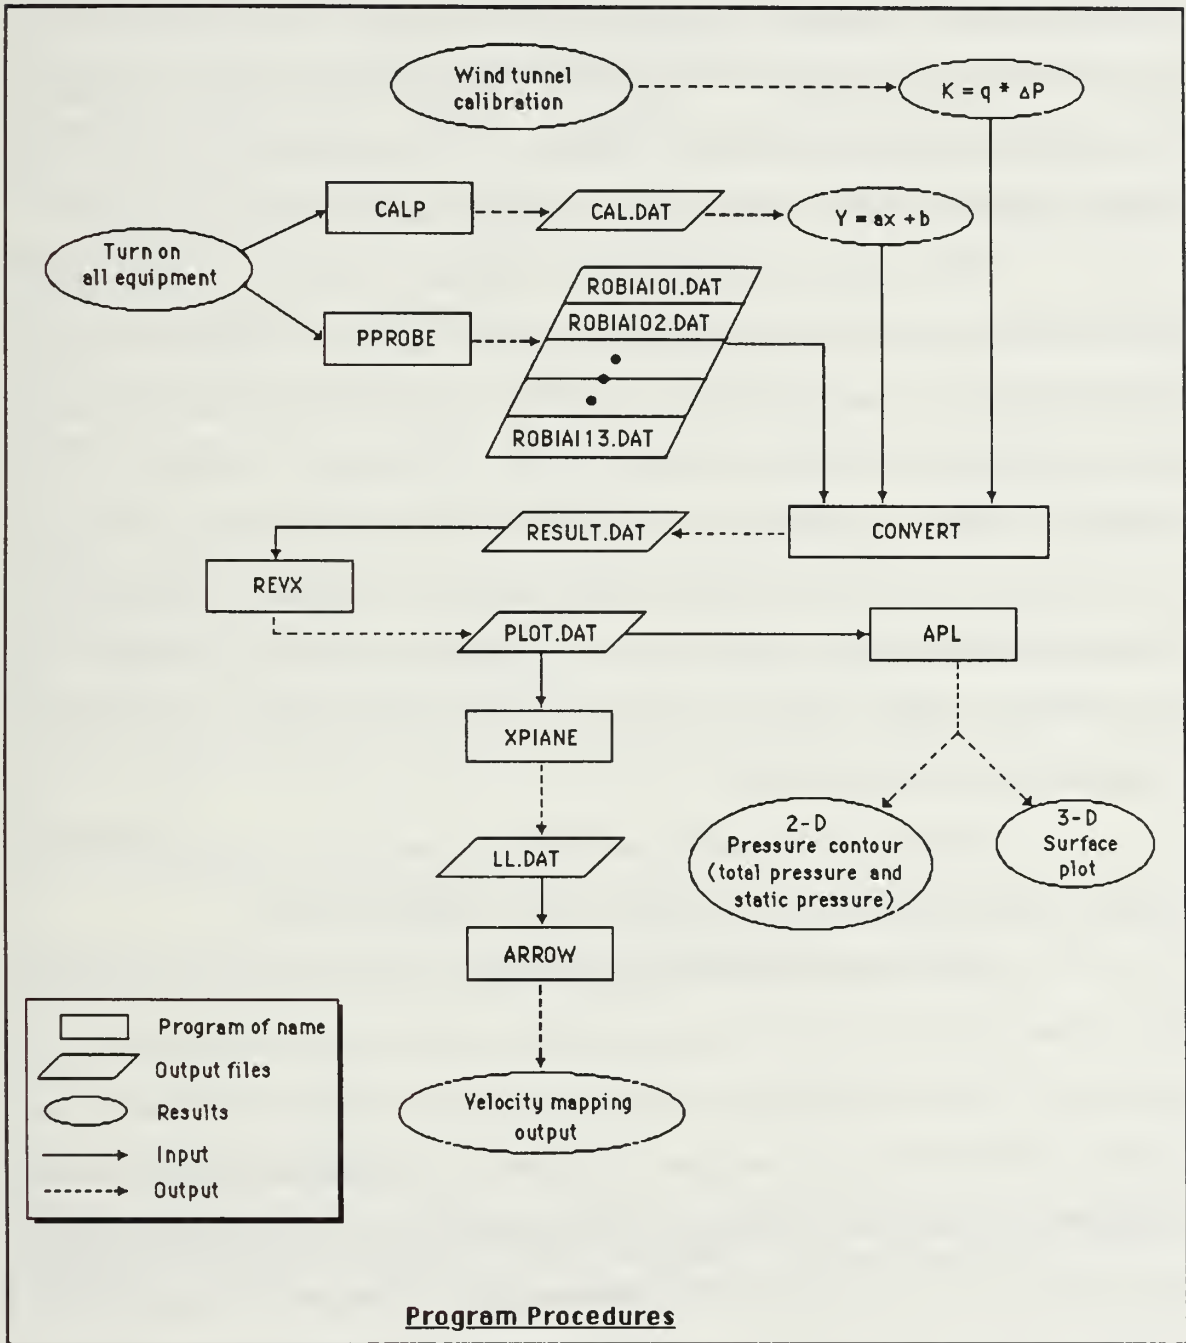 Wind tunnel
calibration
K = q * ΔP
CALP
CAL.DAT
Y = ax + b
Turn on
all equipment
PPROBE
ROBIAI01.DAT
ROBIAI02.DAT
ROBIAI13.DAT
RESULT.DAT
CONVERT
REVX
PLOT.DAT
APL
XPIANE
LL.DAT
2-D
Pressure contour
(total pressure and
static pressure)
3-D
Surface
plot
ARROW
Program of name
Output files
Results
Input
Output
Velocity mapping
output
Program Procedures